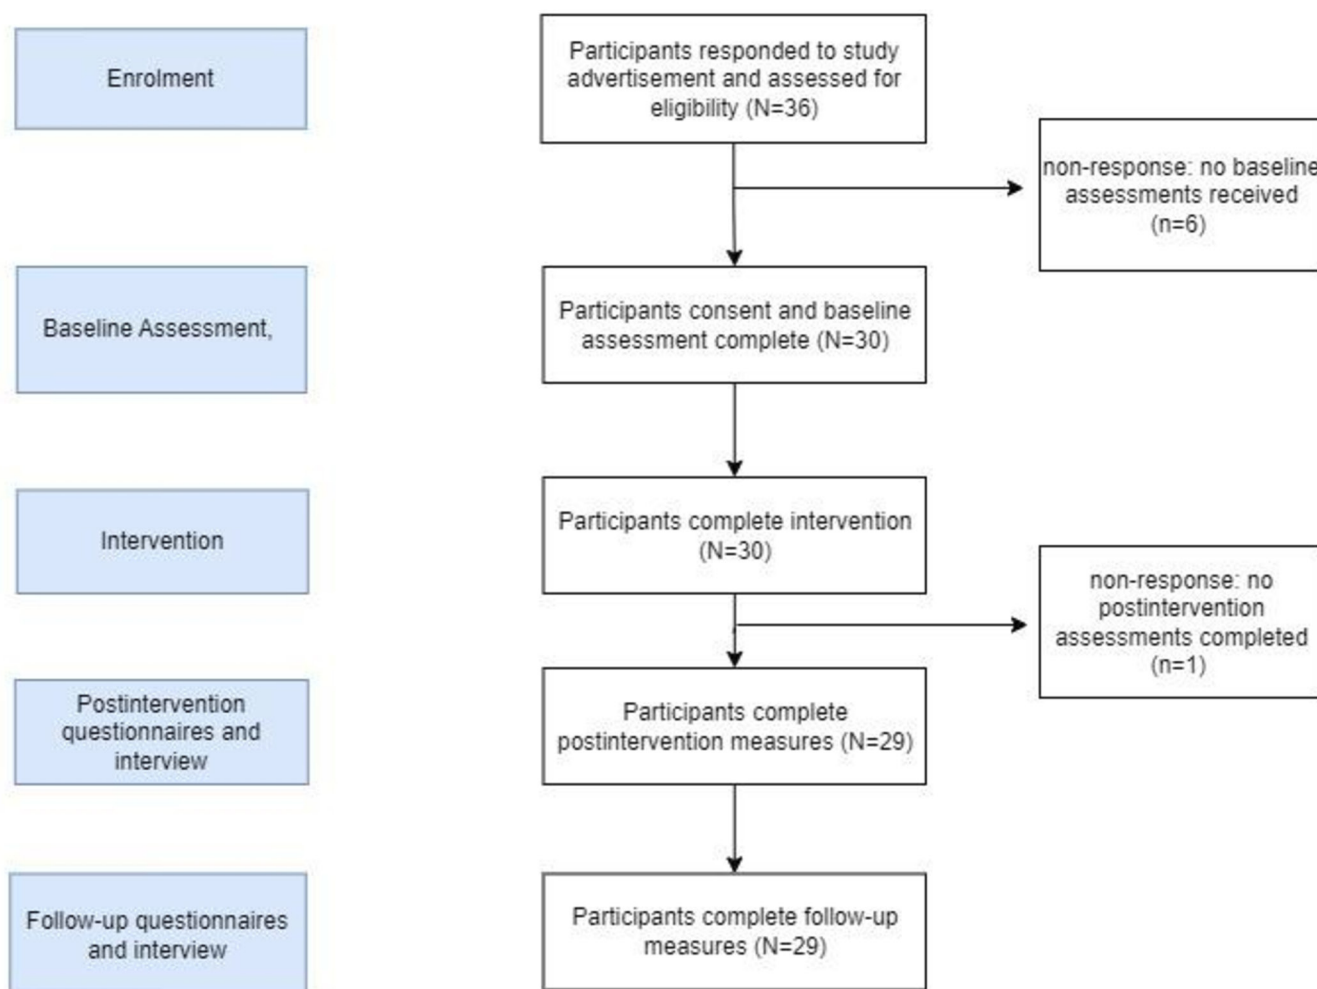 Enrolment
Participants responded to study
advertisement and assessed for
eligibility (N=36)
non-response: no baseline
assessments received
(n=6)
Baseline Assessment,
Participants consent and baseline
assessment complete (N=30)
Intervention
Participants complete intervention
(N=30)
non-response: no
postintervention
assessments completed
(n=1)
Postintervention
questionnaires and
interview
Participants complete
postintervention measures (N=29)
Follow-up questionnaires
and interview
Participants complete follow-up
measures (N=29)